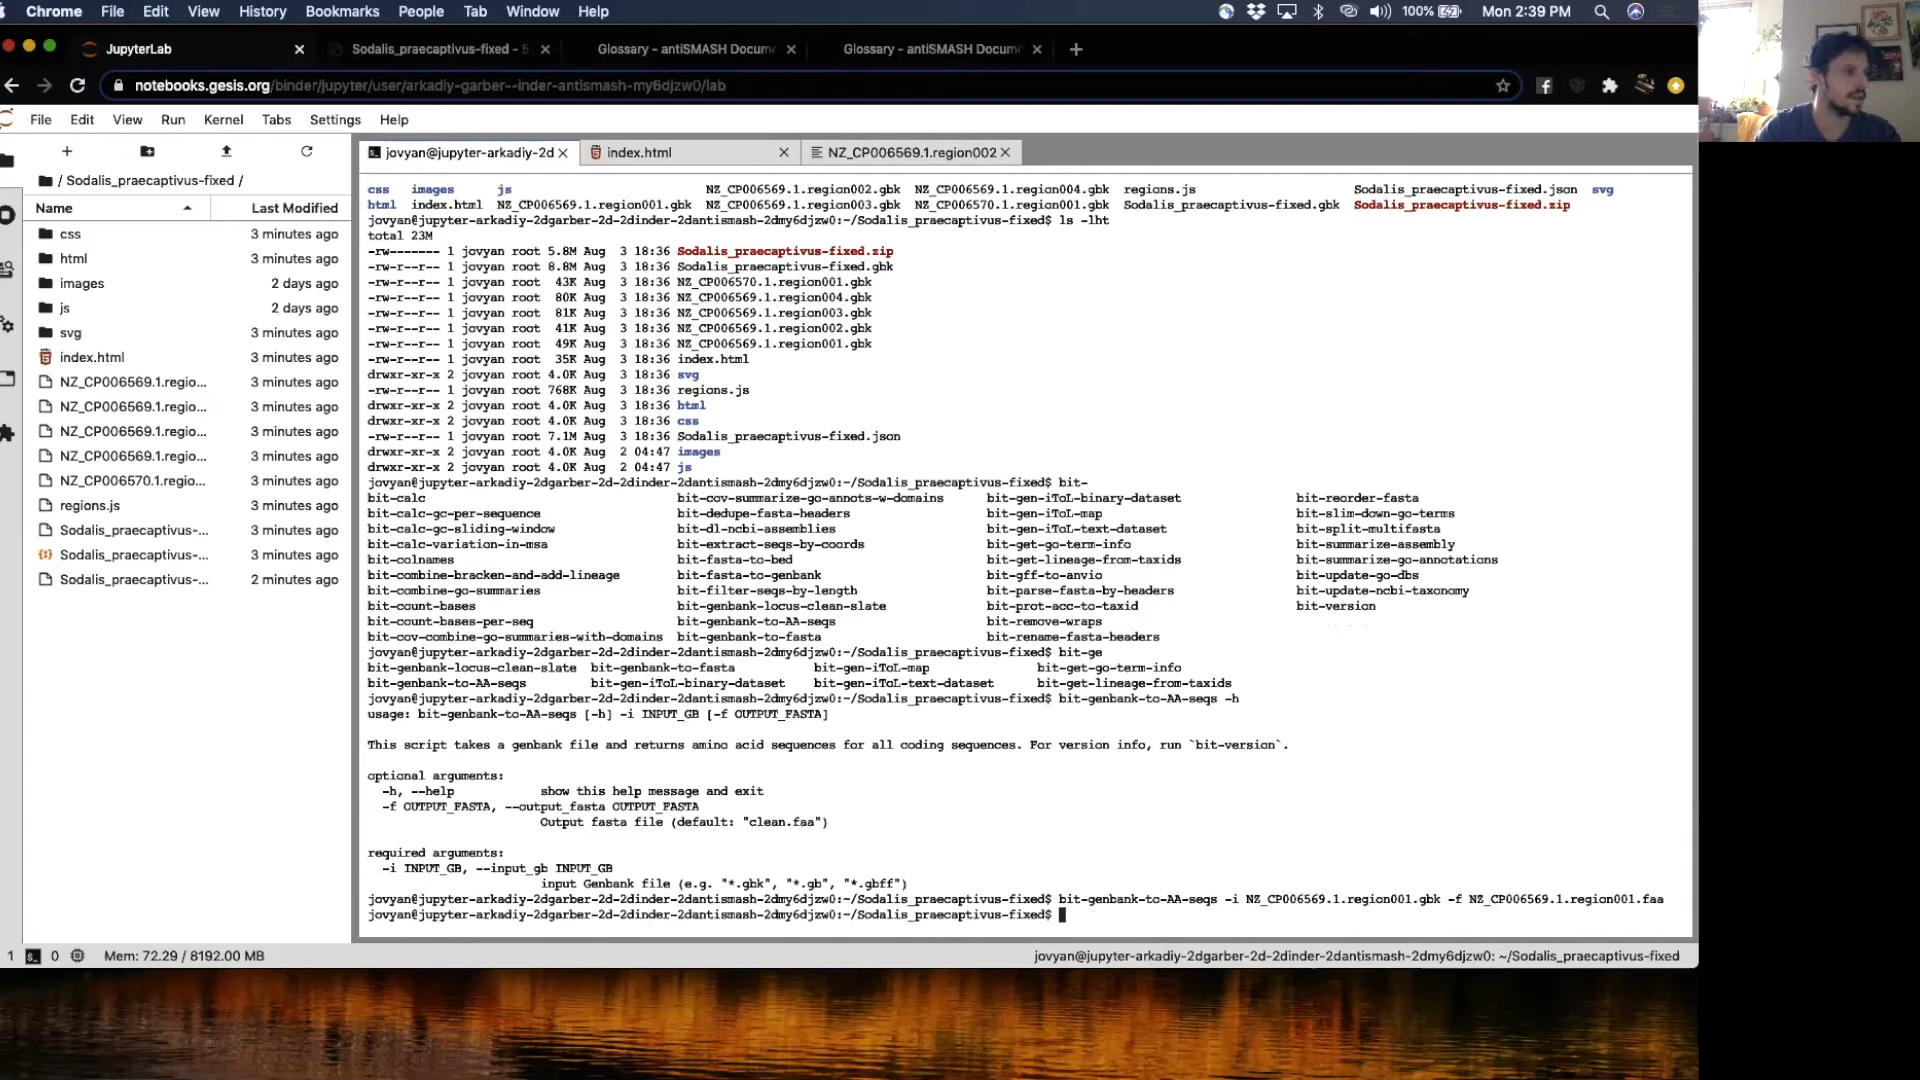 Chrome File Edit View History Bookmarks People Tab Window Help 100% Mon 2:39 PM
JupyterLab Sodalis_praecaptivus-fixed - 5 Glossary - antiSMASH Docum Glossary - antiSMASH Docum
notebooks.gesis.org/binder/jupyter/user/arkadiy-garber--inder-antismash-my6djzw0/lab
File Edit View Run Kernel Tabs Settings Help
/ Sodalis_praecaptivus-fixed /
Name Last Modified
css 3 minutes ago
html 3 minutes ago
images 2 days ago
js 2 days ago
svg 3 minutes ago
index.html 3 minutes ago
NZ_CP006569.1.regio... 3 minutes ago
NZ_CP006569.1.regio... 3 minutes ago
NZ_CP006569.1.regio... 3 minutes ago
NZ_CP006569.1.regio... 3 minutes ago
NZ_CP006570.1.regio... 3 minutes ago
regions.js 3 minutes ago
Sodalis_praecaptivus-... 3 minutes ago
Sodalis_praecaptivus-... 3 minutes ago
Sodalis_praecaptivus-... 2 minutes ago
jovyan@jupyter-arkadiy-2d index.html NZ_CP006569.1.region002
css images js NZ_CP006569.1.region002.gbk NZ_CP006569.1.region004.gbk regions.js Sodalis_praecaptivus-fixed.json svg
html index.html NZ_CP006569.1.region001.gbk NZ_CP006569.1.region003.gbk NZ_CP006570.1.region001.gbk Sodalis_praecaptivus-fixed.gbk Sodalis_praecaptivus-fixed.zip
jovyan@jupyter-arkadiy-2dgarber-2d-2dinder-2dantismash-2dmy6djzw0:~/Sodalis_praecaptivus-fixed$ ls -lht
total 23M
-rw------- 1 jovyan root 5.8M Aug 3 18:36 Sodalis_praecaptivus-fixed.zip
-rw-r--r-- 1 jovyan root 8.8M Aug 3 18:36 Sodalis_praecaptivus-fixed.gbk
-rw-r--r-- 1 jovyan root 43K Aug 3 18:36 NZ_CP006570.1.region001.gbk
-rw-r--r-- 1 jovyan root 80K Aug 3 18:36 NZ_CP006569.1.region004.gbk
-rw-r--r-- 1 jovyan root 81K Aug 3 18:36 NZ_CP006569.1.region003.gbk
-rw-r--r-- 1 jovyan root 41K Aug 3 18:36 NZ_CP006569.1.region002.gbk
-rw-r--r-- 1 jovyan root 49K Aug 3 18:36 NZ_CP006569.1.region001.gbk
-rw-r--r-- 1 jovyan root 35K Aug 3 18:36 index.html
drwxr-xr-x 2 jovyan root 4.0K Aug 3 18:36 svg
-rw-r--r-- 1 jovyan root 768K Aug 3 18:36 regions.js
drwxr-xr-x 2 jovyan root 4.0K Aug 3 18:36 html
drwxr-xr-x 2 jovyan root 4.0K Aug 3 18:36 css
-rw-r--r-- 1 jovyan root 7.1M Aug 3 18:36 Sodalis_praecaptivus-fixed.json
drwxr-xr-x 2 jovyan root 4.0K Aug 2 04:47 images
drwxr-xr-x 2 jovyan root 4.0K Aug 2 04:47 js
jovyan@jupyter-arkadiy-2dgarber-2d-2dinder-2dantismash-2dmy6djzw0:~/Sodalis_praecaptivus-fixed$ bit-
bit-calc bit-cov-summarize-go-annots-w-domains bit-gen-iToL-binary-dataset bit-reorder-fasta
bit-calc-gc-per-sequence bit-dedupe-fasta-headers bit-gen-iToL-map bit-slim-down-go-terms
bit-calc-gc-sliding-window bit-dl-ncbi-assemblies bit-gen-iToL-text-dataset bit-split-multifasta
bit-calc-variation-in-msa bit-extract-seqs-by-coords bit-get-go-term-info bit-summarize-assembly
bit-colnames bit-fasta-to-bed bit-get-lineage-from-taxids bit-summarize-go-annotations
bit-combine-bracken-and-add-lineage bit-fasta-to-genbank bit-gff-to-anvio bit-update-go-dbs
bit-combine-go-summaries bit-filter-seqs-by-length bit-parse-fasta-by-headers bit-update-ncbi-taxonomy
bit-count-bases bit-genbank-locus-clean-slate bit-prot-acc-to-taxid bit-version
bit-count-bases-per-seq bit-genbank-to-AA-seqs bit-remove-wraps
bit-cov-combine-go-summaries-with-domains bit-genbank-to-fasta bit-rename-fasta-headers
jovyan@jupyter-arkadiy-2dgarber-2d-2dinder-2dantismash-2dmy6djzw0:~/Sodalis_praecaptivus-fixed$ bit-ge
bit-genbank-locus-clean-slate bit-genbank-to-fasta bit-gen-iToL-map bit-get-go-term-info
bit-genbank-to-AA-seqs bit-gen-iToL-binary-dataset bit-gen-iToL-text-dataset bit-get-lineage-from-taxids
jovyan@jupyter-arkadiy-2dgarber-2d-2dinder-2dantismash-2dmy6djzw0:~/Sodalis_praecaptivus-fixed$ bit-genbank-to-AA-seqs -h
usage: bit-genbank-to-AA-seqs [-h] -i INPUT_GB [-f OUTPUT_FASTA]
This script takes a genbank file and returns amino acid sequences for all coding sequences. For version info, run `bit-version`.
optional arguments:
-h, --help show this help message and exit
-f OUTPUT_FASTA, --output_fasta OUTPUT_FASTA
Output fasta file (default: "clean.faa")
required arguments:
-i INPUT_GB, --input_gb INPUT_GB
input Genbank file (e.g. "*.gbk", "*.gb", "*.gbff")
jovyan@jupyter-arkadiy-2dgarber-2d-2dinder-2dantismash-2dmy6djzw0:~/Sodalis_praecaptivus-fixed$ bit-genbank-to-AA-seqs -i NZ_CP006569.1.region001.gbk -f NZ_CP006569.1.region001.faa
jovyan@jupyter-arkadiy-2dgarber-2d-2dinder-2dantismash-2dmy6djzw0:~/Sodalis_praecaptivus-fixed$
1 0 Mem: 72.29 / 8192.00 MB jovyan@jupyter-arkadiy-2dgarber-2d-2dinder-2dantismash-2dmy6djzw0: ~/Sodalis_praecaptivus-fixed